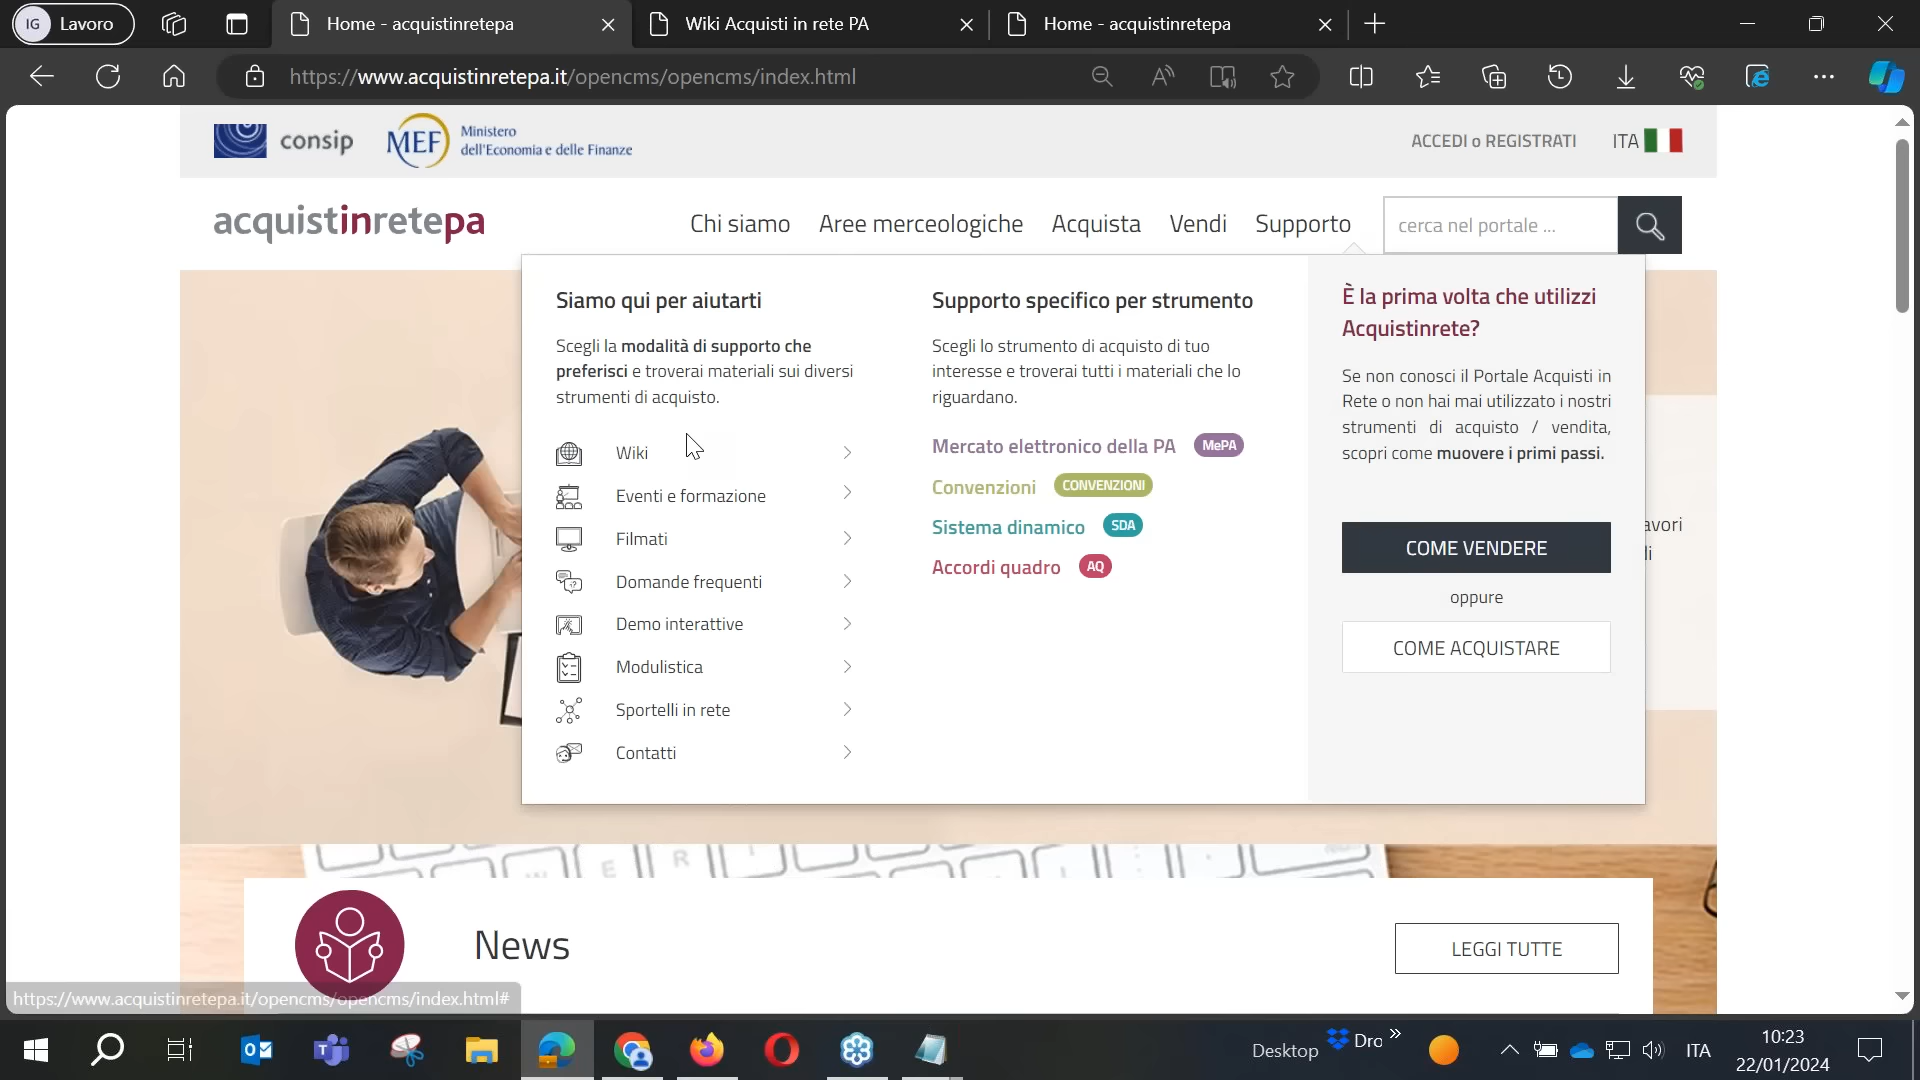 IG Lavoro
Home - acquistinretepa
Wiki Acquisti in rete PA
Home - acquistinretepa
https://www.acquistinretepa.it/opencms/opencms/index.html
consip
MEF
Ministero
dell'Economia e delle Finanze
ACCEDI o REGISTRATI
ITA
acquistinretepa
Chi siamo
Aree merceologiche
Acquista
Vendi
Supporto
cerca nel portale ...
Siamo qui per aiutarti
Scegli la modalità di supporto che
preferisci e troverai materiali sui diversi
strumenti di acquisto.
Wiki
Eventi e formazione
Filmati
Domande frequenti
Demo interattive
Modulistica
Sportelli in rete
Contatti
Supporto specifico per strumento
Scegli lo strumento di acquisto di tuo
interesse e troverai tutti i materiali che lo
riguardano.
Mercato elettronico della PA MePA
Convenzioni CONVENZIONI
Sistema dinamico SDA
Accordi quadro AQ
È la prima volta che utilizzi
Acquistinrete?
Se non conosci il Portale Acquisti in
Rete o non hai mai utilizzato i nostri
strumenti di acquisto / vendita,
scopri come muovere i primi passi.
COME VENDERE
oppure
COME ACQUISTARE
avori
li
News
LEGGI TUTTE
https://www.acquistinretepa.it/opencms/opencms/index.html#
Desktop
Dro
ITA
10:23
22/01/2024